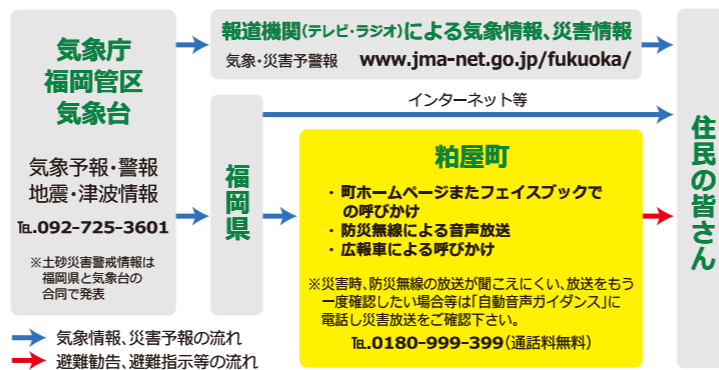 気象庁
福岡管区
気象台
気象予報・警報
地震・津波情報
℡.092-725-3601
※土砂災害警戒情報は
福岡県と気象台の
合同で発表
報道機関(テレビ・ラジオ)による気象情報、災害情報
気象・災害予警報 www.jma-net.go.jp/fukuoka/
福岡県
インターネット等
粕屋町
・町ホームページまたフェイスブックで
の呼びかけ
・防災無線による音声放送
・広報車による呼びかけ
※災害時、防災無線の放送が聞こえにくい、放送をもう
一度確認したい場合等は「自動音声ガイダンス」に
電話し災害放送をご確認下さい。
℡.0180-999-399(通話料無料)
住民の皆さん
気象情報、災害予報の流れ
避難勧告、避難指示等の流れ